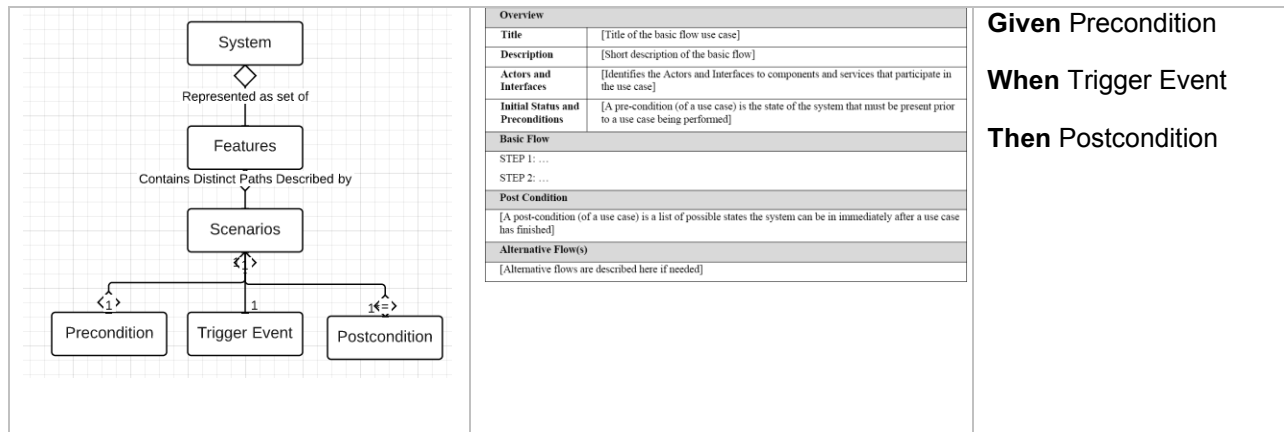 System
Represented as set of
Features
Contains Distinct Paths Described by
Scenarios
1
1
1
1<=
Precondition
Trigger Event
Postcondition
Overview
Title
[Title of the basic flow use case]
Description
[Short description of the basic flow]
Actors and
Interfaces
[Identifies the Actors and Interfaces to components and services that participate in
the use case]
Initial Status and
Preconditions
[A pre-condition (of a use case) is the state of the system that must be present prior
to a use case being performed]
Basic Flow
STEP 1: …
STEP 2: …
Post Condition
[A post-condition (of a use case) is a list of possible states the system can be in immediately after a use case
has finished]
Alternative Flow(s)
[Alternative flows are described here if needed]
Given Precondition
When Trigger Event
Then Postcondition